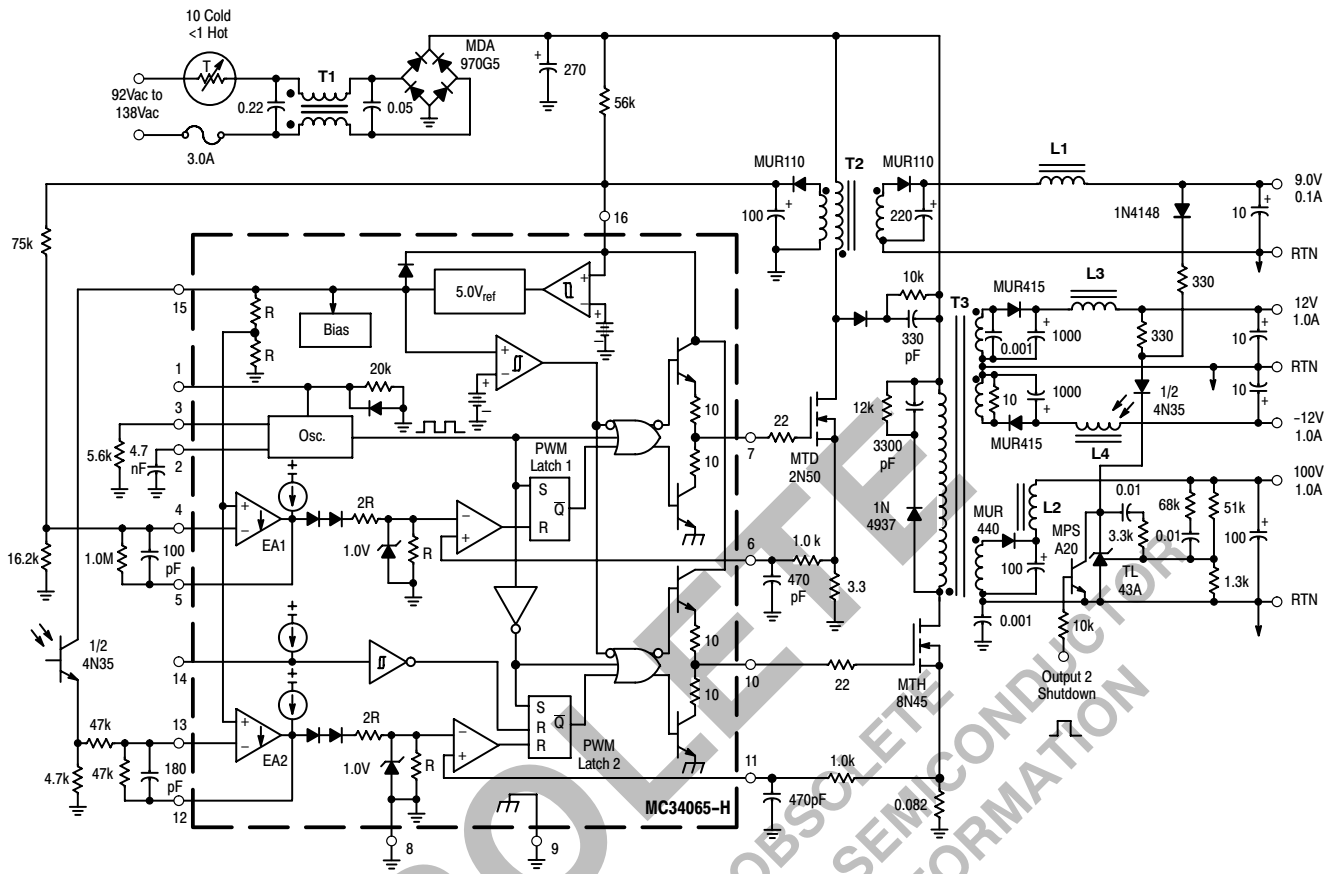 10 Cold
<1 Hot
T
92Vac to
138Vac
3.0A
0.22
T1
0.05
MDA
970G5
+
270
56k
MUR110
T2
MUR110
L1
9.0V
0.1A
100
+
220
+
1N4148
10
+
RTN
16
75k
15
R
R
Bias
5.0Vref
+
–
+
–
10k
330
pF
T3
MUR415
L3
330
12V
1.0A
0.001
+
1000
330
10
+
RTN
1
20k
3
Osc.
5.6k
4.7
nF
2
+
–
+
–
PWM
Latch 1
S
Q
R
10
10
7
22
MTD
2N50
12k
3300
pF
1N
4937
10
1000
+
MUR415
L4
1/2
4N35
10
+
–12V
1.0A
4
16.2k
1.0M
100
pF
5
+
–
EA1
+
2R
1.0V
R
–
+
6
1.0 k
470
pF
3.3
MUR
440
L2
100
+
0.001
MPS
A20
0.01
3.3k
68k
0.01
51k
1.3k
TL
43A
100
+
100V
1.0A
RTN
10k
Output 2
Shutdown
1/2
4N35
14
+
+
10
10
10
22
MTH
8N45
S
R
R
Q
PWM
Latch 2
47k
4.7k
47k
180
pF
13
12
+
–
EA2
2R
1.0V
R
–
+
11
1.0k
470pF
0.082
MC34065–H
8
9
OBSOLETE
OBSOLETE
SEMICONDUCTOR
FORMATION